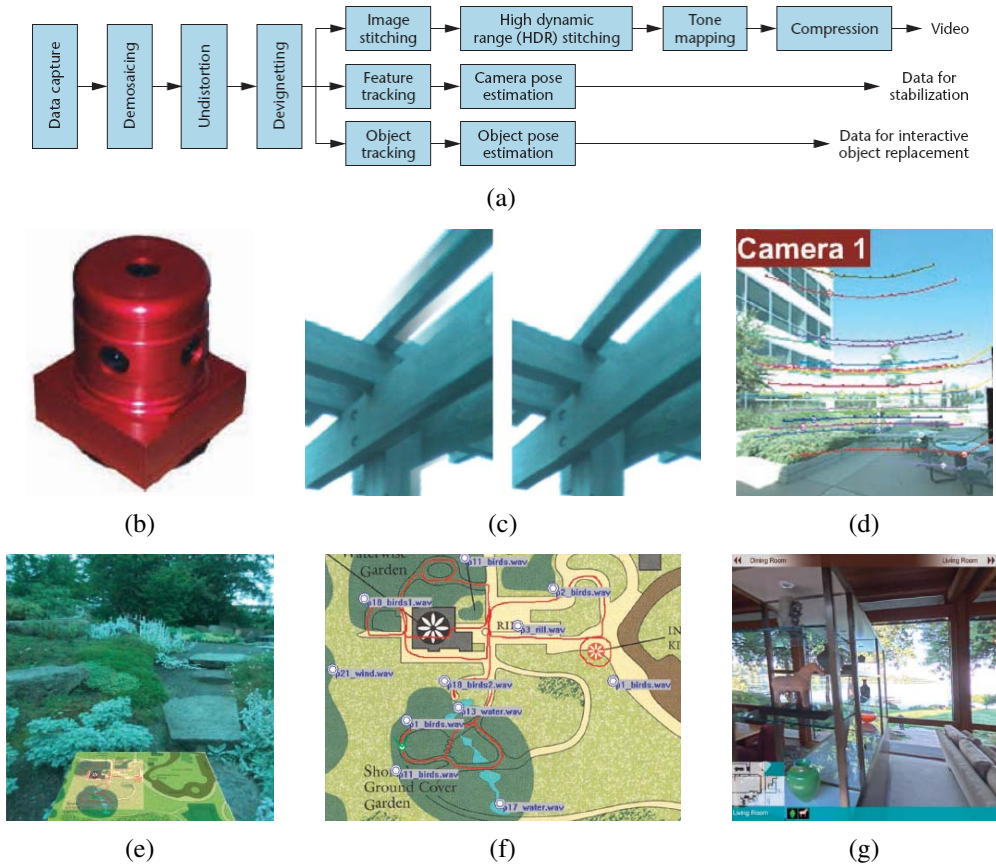 Data capture
Demosaicing
Undistortion
Devignetting
Image
stitching
High dynamic
range (HDR) stitching
Tone
mapping
Compression
Video
Feature
tracking
Camera pose
estimation
Data for
stabilization
Object
tracking
Object pose
estimation
Data for interactive
object replacement
(a)
Camera 1
(b)
(c)
(d)
Waterwise
Garden
p11_birds.wav
p2_birds.wav
p18_birds1.wav
p3_rill.wav
p21_wind.wav
p18_birds2.wav
p1_birds.wav
p13_water.wav
p1_birds.wav
p11_birds.wav
Ground Cover
Garden
p17_water.wav
Dining Room
Living Room
Living Room
(e)
(f)
(g)